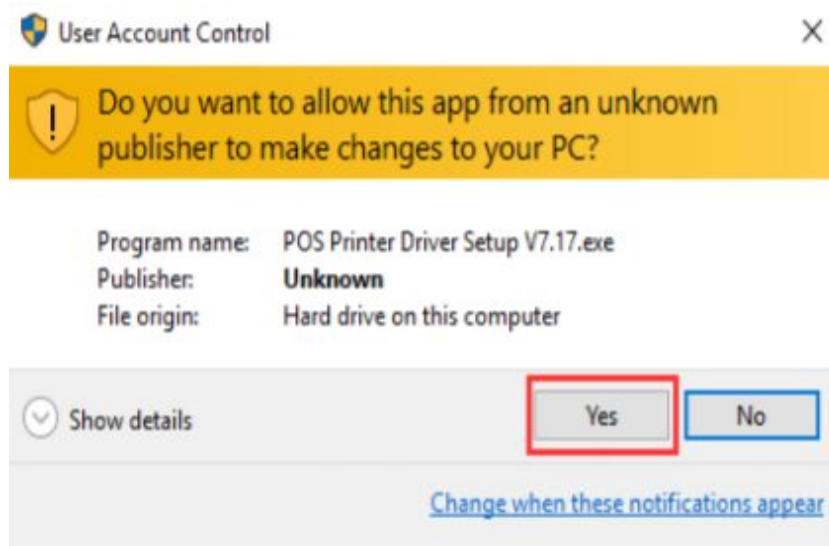 User Account Control
Do you want to allow this app from an unknown
publisher to make changes to your PC?
Program name: POS Printer Driver Setup V7.17.exe
Publisher: Unknown
File origin: Hard drive on this computer
Show details
Yes
No
Change when these notifications appear